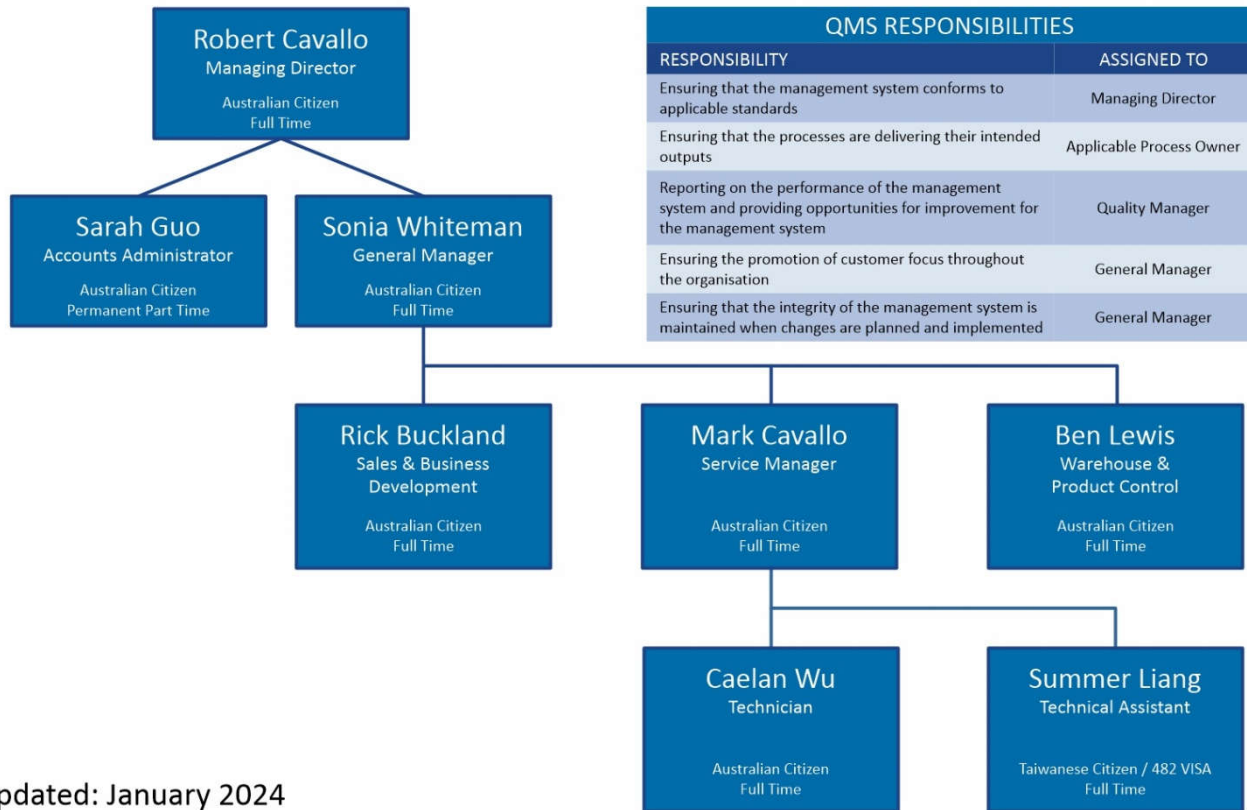 Robert Cavallo
Managing Director
Australian Citizen
Full Time
QMS RESPONSIBILITIES
RESPONSIBILITY ASSIGNED TO
Ensuring that the management system conforms to
applicable standards
Managing Director
Ensuring that the processes are delivering their intended
outputs
Applicable Process Owner
Reporting on the performance of the management
system and providing opportunities for improvement for
the management system
Quality Manager
Ensuring the promotion of customer focus throughout
the organisation
General Manager
Ensuring that the integrity of the management system is
maintained when changes are planned and implemented
General Manager
Sarah Guo
Accounts Administrator
Australian Citizen
Permanent Part Time
Sonia Whiteman
General Manager
Australian Citizen
Full Time
Rick Buckland
Sales & Business
Development
Australian Citizen
Full Time
Mark Cavallo
Service Manager
Australian Citizen
Full Time
Ben Lewis
Warehouse &
Product Control
Australian Citizen
Full Time
Caelan Wu
Technician
Australian Citizen
Full Time
Summer Liang
Technical Assistant
Taiwanese Citizen / 482 VISA
Full Time
pdated: January 2024